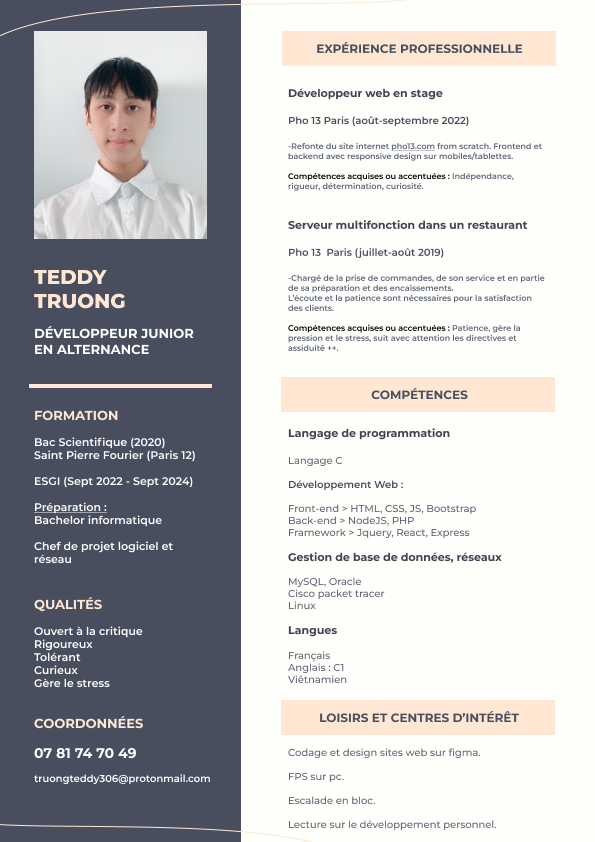 TEDDY
TRUONG
DÉVELOPPEUR JUNIOR
EN ALTERNANCE
FORMATION
Bac Scientifique (2020)
Saint Pierre Fourier (Paris 12)
ESGI (Sept 2022 - Sept 2024)
Préparation :
Bachelor informatique
Chef de projet logiciel et
réseau
QUALITÉS
Ouvert à la critique
Rigoureux
Tolérant
Curieux
Gère le stress
COORDONNÉES
07 81 74 70 49
truongteddy306@protonmail.com
EXPÉRIENCE PROFESSIONNELLE
Développeur web en stage
Pho 13 Paris (août-septembre 2022)
-Refonte du site internet pho13.com from scratch. Frontend et
backend avec responsive design sur mobiles/tablettes.
Compétences acquises ou accentuées : Indépendance,
rigueur, détermination, curiosité.
Serveur multifonction dans un restaurant
Pho 13  Paris (juillet-août 2019)
-Chargé de la prise de commandes, de son service et en partie
de sa préparation et des encaissements.
L'écoute et la patience sont nécessaires pour la satisfaction
des clients.
Compétences acquises ou accentuées : Patience, gère la
pression et le stress, suit avec attention les directives et
assiduité ++.
COMPÉTENCES
Langage de programmation
Langage C
Développement Web :
Front-end > HTML, CSS, JS, Bootstrap
Back-end > NodeJS, PHP
Framework > Jquery, React, Express
Gestion de base de données, réseaux
MySQL, Oracle
Cisco packet tracer
Linux
Langues
Français
Anglais : C1
Viêtnamien
LOISIRS ET CENTRES D'INTÉRÊT
Codage et design sites web sur figma.
FPS sur pc.
Escalade en bloc.
Lecture sur le développement personnel.